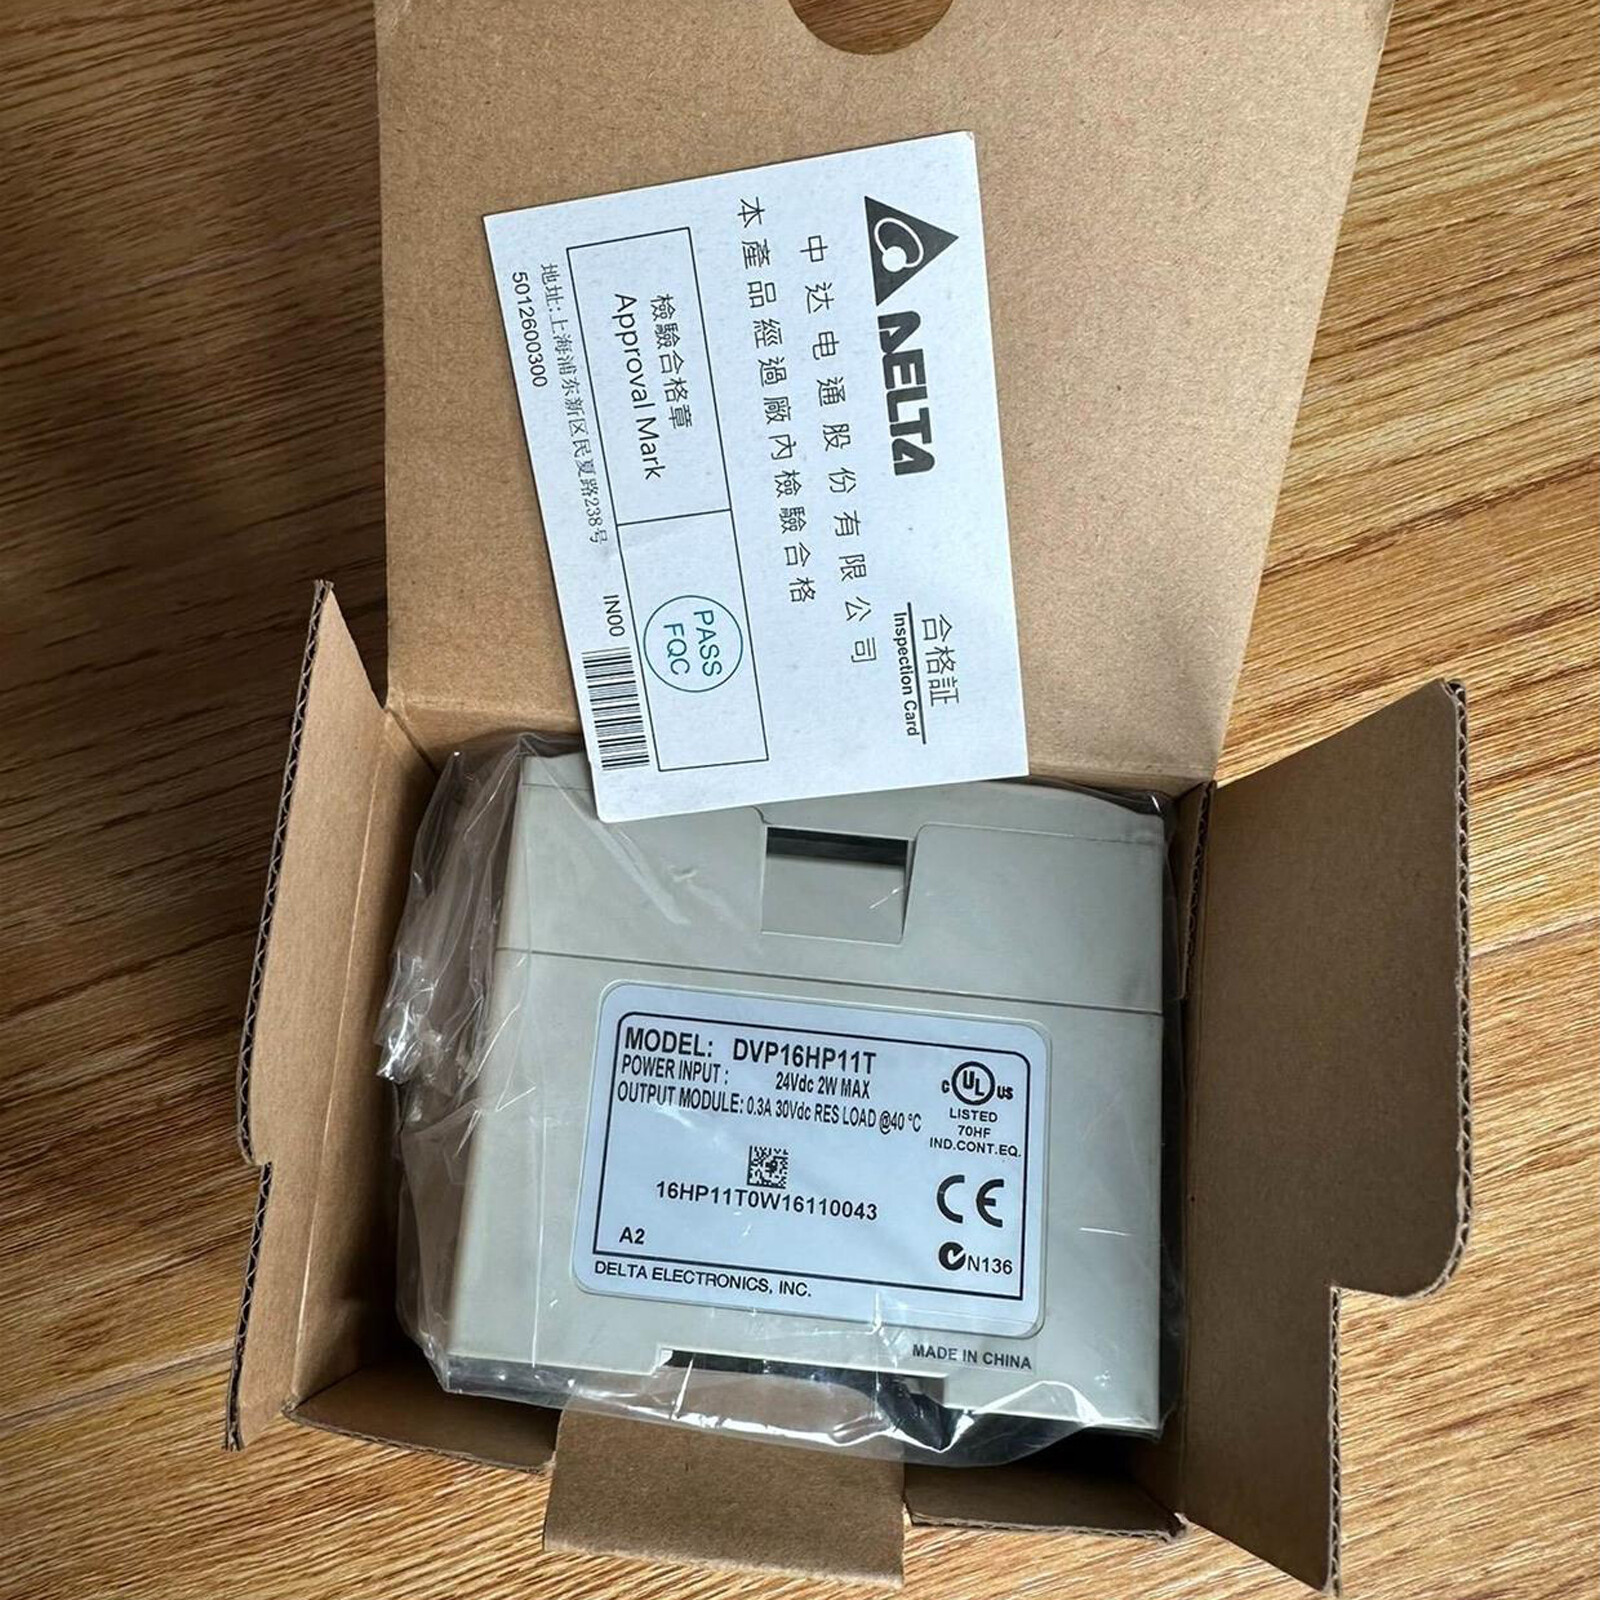 DELTA
合格証
Inspection Card
中达电通股份有限公司
本產品經過廠內檢驗合格
檢驗合格章
Approval Mark
PASS
FQC
地址:上海浦东新区民夏路238号
5012600300
IN00
MODEL: DVP16HP11T
POWER INPUT : 24Vdc 2W MAX
OUTPUT MODULE: 0.3A 30Vdc RES LOAD @40 °C
C UL US
LISTED
70HF
IND.CONT.EQ.
16HP11T0W16110043
CE
A2
N136
DELTA ELECTRONICS, INC.
MADE IN CHINA